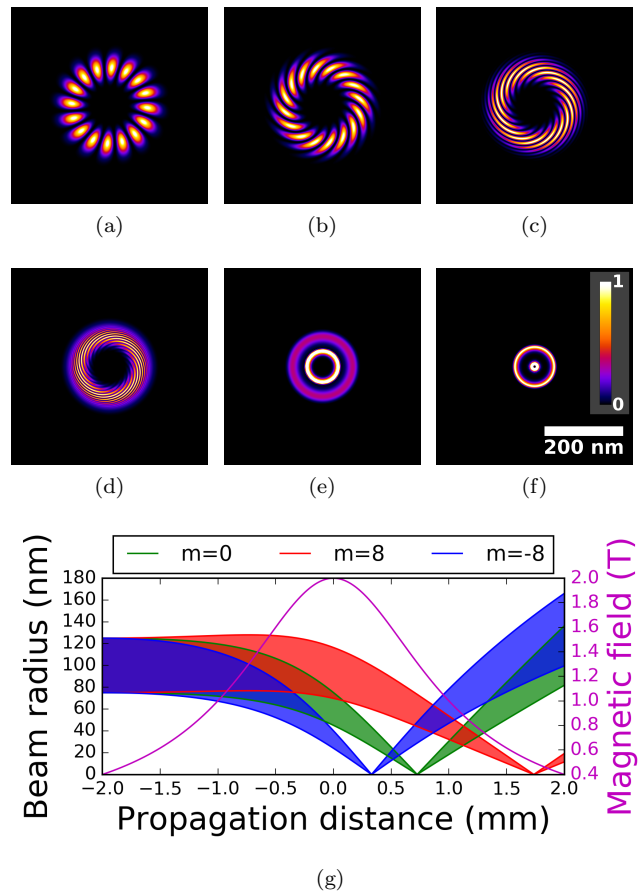 (a) (b) (c)
1
0
200 nm
(d) (e) (f)
m=0 m=8 m=-8
Beam radius (nm)
180
160
140
120
100
80
60
40
20
0
−2.0 −1.5 −1.0 −0.5 0.0 0.5 1.0 1.5 2.0
Propagation distance (mm)
2.0
1.8
1.6
1.4
1.2
1.0
0.8
0.6
0.4
Magnetic field (T)
(g)